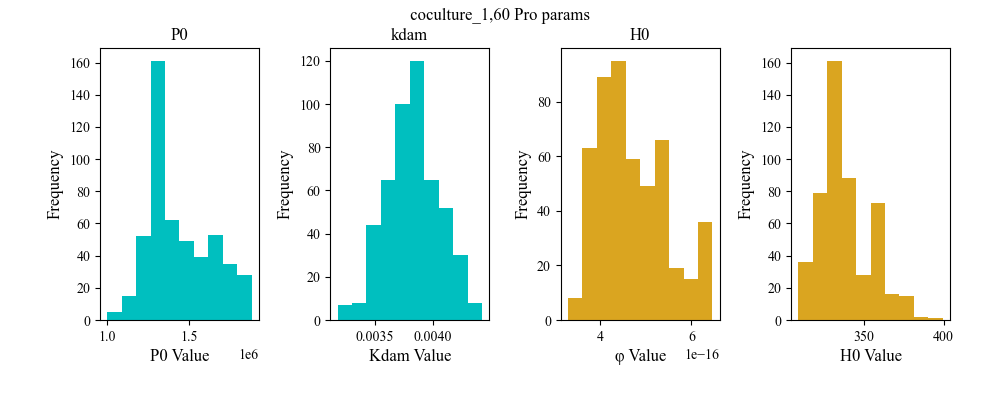 coculture_1,60 Pro params
P0
kdam
H0
Frequency
160
140
120
100
80
60
40
20
0
1.0
1.5
1e6
P0 Value
Frequency
120
100
80
60
40
20
0
0.0035
0.0040
Kdam Value
Frequency
80
60
40
20
0
4
6
1e−16
φ Value
Frequency
160
140
120
100
80
60
40
20
0
350
400
H0 Value